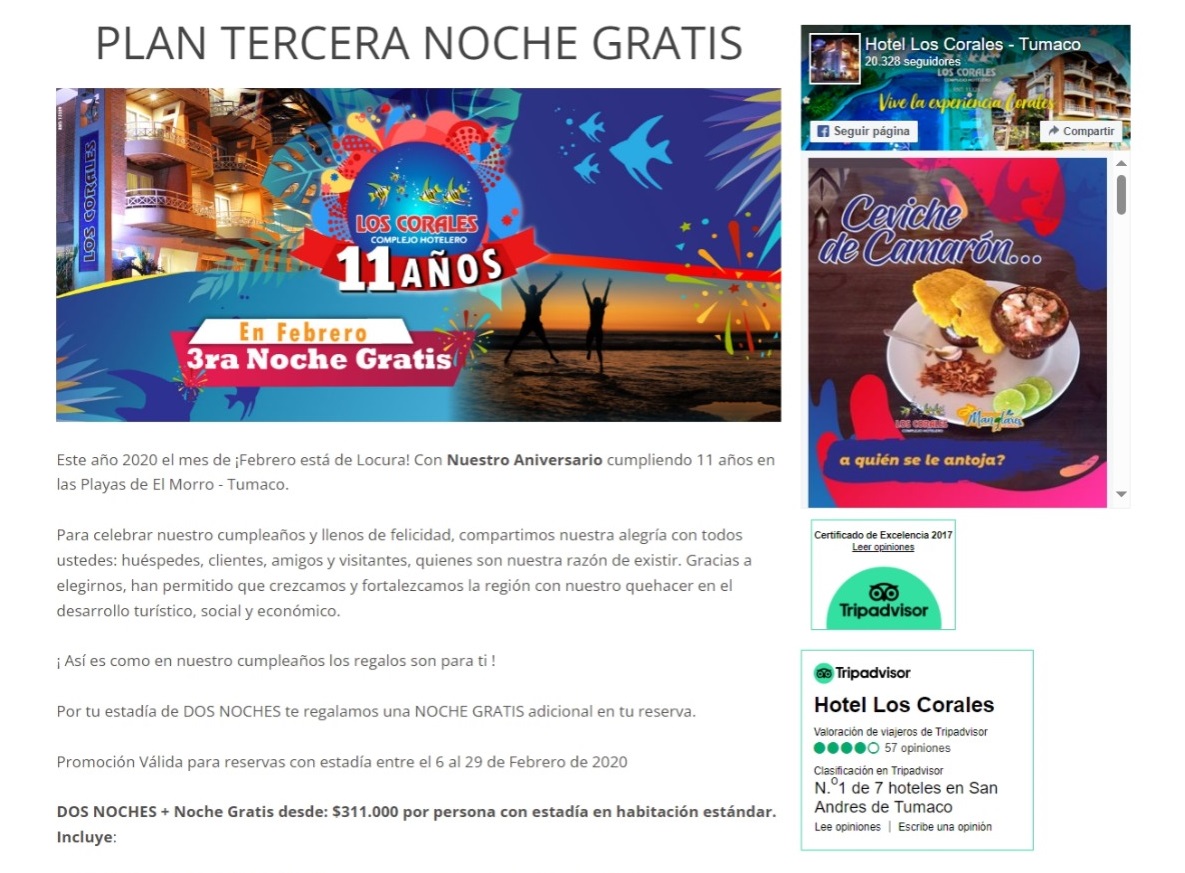 PLAN TERCERA NOCHE GRATIS
LOS CORALES
LOS CORALES
COMPLEJO HOTELERO
11 AÑOS
En Febrero
3ra Noche Gratis
Este año 2020 el mes de ¡Febrero está de Locura! Con Nuestro Aniversario cumpliendo 11 años en
las Playas de El Morro - Tumaco.
Para celebrar nuestro cumpleaños y llenos de felicidad, compartimos nuestra alegría con todos
ustedes: huéspedes, clientes, amigos y visitantes, quienes son nuestra razón de existir. Gracias a
elegirnos, han permitido que crezcamos y fortalezcamos la región con nuestro quehacer en el
desarrollo turístico, social y económico.
¡ Así es como en nuestro cumpleaños los regalos son para ti !
Por tu estadía de DOS NOCHES te regalamos una NOCHE GRATIS adicional en tu reserva.
Promoción Válida para reservas con estadía entre el 6 al 29 de Febrero de 2020
DOS NOCHES + Noche Gratis desde: $311.000 por persona con estadía en habitación estándar.
Incluye:
Hotel Los Corales - Tumaco
20.328 seguidores
LOS CORALES
COMPLEJO HOTELERO
Vive la experiencia Corales
Seguir página
Compartir
Ceviche
de Camarón...
LOS CORALES
COMPLEJO HOTELERO
Manglares
a quién se le antoja?
Certificado de Excelencia 2017
Leer opiniones
Tripadvisor
Tripadvisor
Hotel Los Corales
Valoración de viajeros de Tripadvisor
57 opiniones
Clasificación en Tripadvisor
N.º1 de 7 hoteles en San
Andres de Tumaco
Leer opiniones | Escribe una opinión